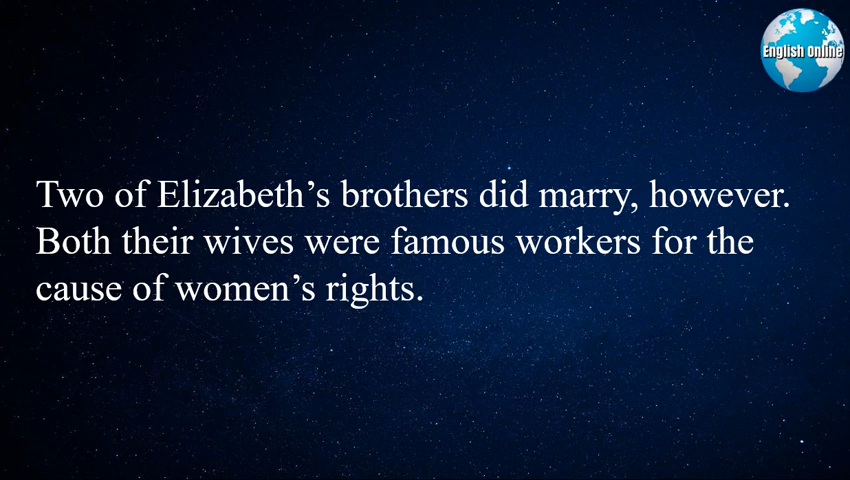 English Online
Two of Elizabeth’s brothers did marry, however.
Both their wives were famous workers for the
cause of women’s rights.